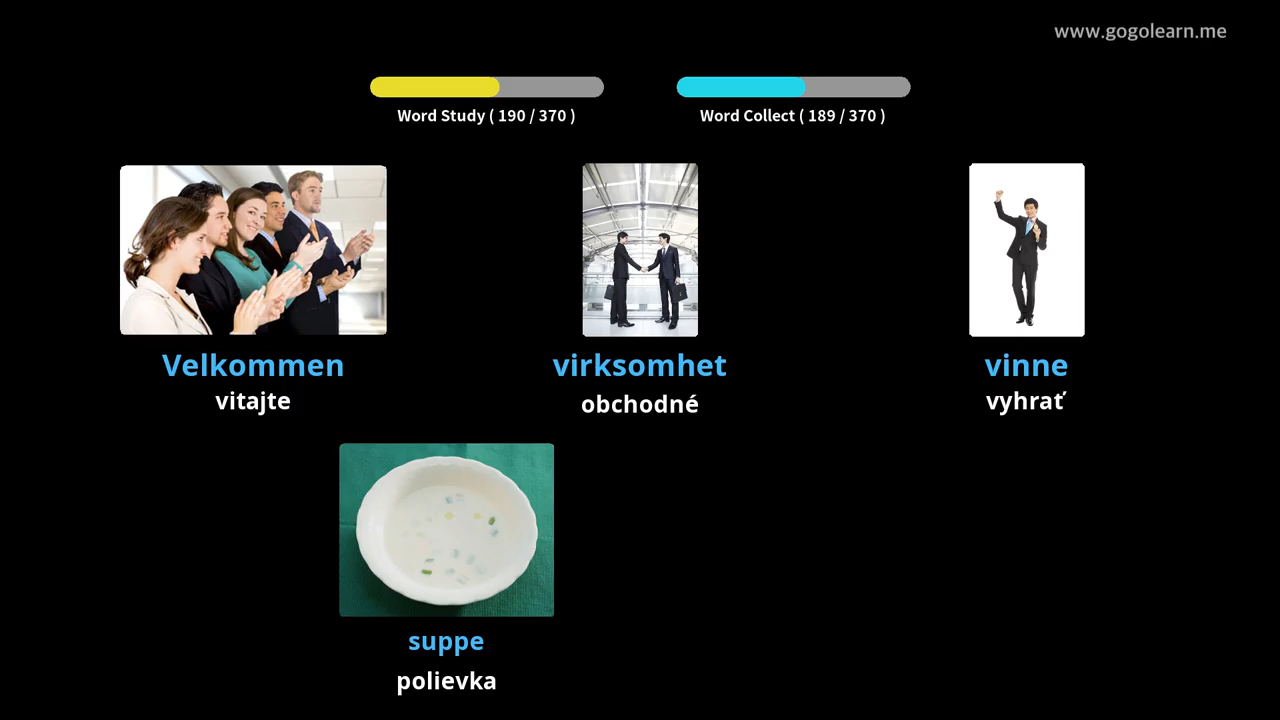 www.gogolearn.me
Word Study ( 190 / 370 )
Word Collect ( 189 / 370 )
Velkommen
vitajte
virksomhet
obchodné
vinne
vyhrať
suppe
polievka